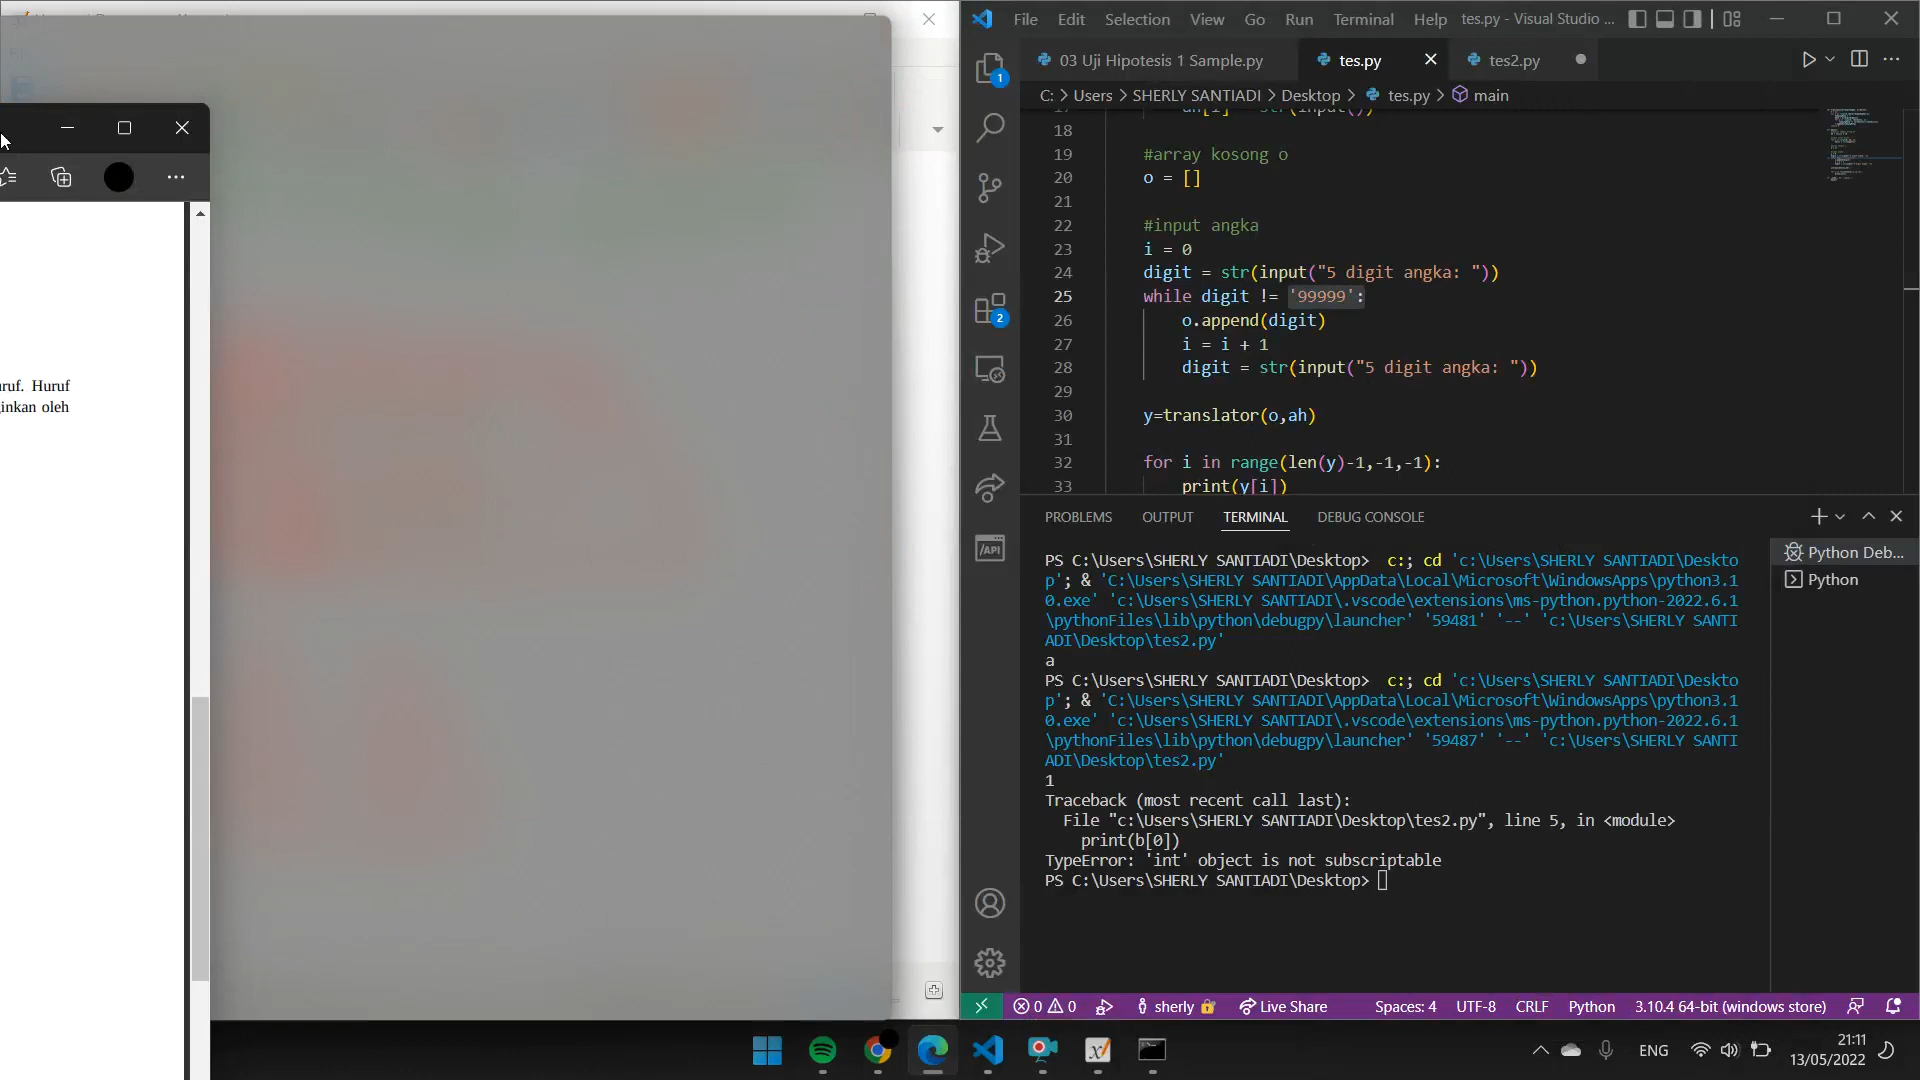 uruf. Huruf
inkan oleh
File Edit Selection View Go Run Terminal Help tes.py - Visual Studio ...
03 Uji Hipotesis 1 Sample.py tes.py tes2.py
C: > Users > SHERLY SANTIADI > Desktop > tes.py > main
17 ah[i] = str(input())
18
19 #array kosong o
20 o = []
21
22 #input angka
23 i = 0
24 digit = str(input("5 digit angka: "))
25 while digit != '99999':
26 o.append(digit)
27 i = i + 1
28 digit = str(input("5 digit angka: "))
29
30 y=translator(o,ah)
31
32 for i in range(len(y)-1,-1,-1):
33 print(y[i])
1
2
PROBLEMS OUTPUT TERMINAL DEBUG CONSOLE
PS C:\Users\SHERLY SANTIADI\Desktop> c:; cd 'c:\Users\SHERLY SANTIADI\Deskto
p'; & 'C:\Users\SHERLY SANTIADI\AppData\Local\Microsoft\WindowsApps\python3.1
0.exe' 'c:\Users\SHERLY SANTIADI\.vscode\extensions\ms-python.python-2022.6.1
\pythonFiles\lib\python\debugpy\launcher' '59481' '--' 'c:\Users\SHERLY SANTI
ADI\Desktop\tes2.py'
a
PS C:\Users\SHERLY SANTIADI\Desktop> c:; cd 'c:\Users\SHERLY SANTIADI\Deskto
p'; & 'C:\Users\SHERLY SANTIADI\AppData\Local\Microsoft\WindowsApps\python3.1
0.exe' 'c:\Users\SHERLY SANTIADI\.vscode\extensions\ms-python.python-2022.6.1
\pythonFiles\lib\python\debugpy\launcher' '59487' '--' 'c:\Users\SHERLY SANTI
ADI\Desktop\tes2.py'
1
Traceback (most recent call last):
File "c:\Users\SHERLY SANTIADI\Desktop\tes2.py", line 5, in <module>
print(b[0])
TypeError: 'int' object is not subscriptable
PS C:\Users\SHERLY SANTIADI\Desktop>
Python Deb...
Python
/API
0 0 sherly Live Share Spaces: 4 UTF-8 CRLF Python 3.10.4 64-bit (windows store)
ENG
21:11
13/05/2022